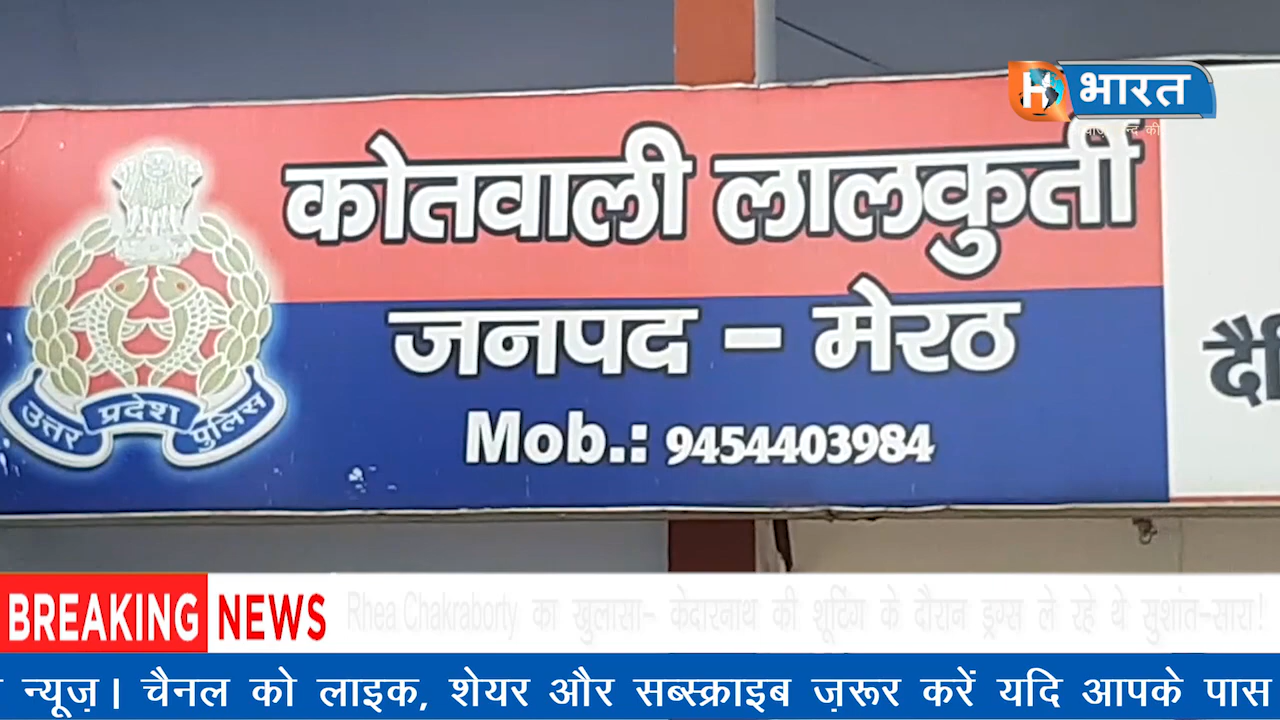 H भारत
कोतवाली लालकुर्ती
जनपद - मेरठ
Mob.: 9454403984
उत्तर प्रदेश पुलिस
दै
BREAKING NEWS Rhea Chakraborty का खुलासा- केदारनाथ की शूटिंग के दौरान ड्रग्स ले रहे थे सुशांत-सारा!
न्यूज़। चैनल को लाइक, शेयर और सब्स्क्राइब ज़रूर करें यदि आपके पास